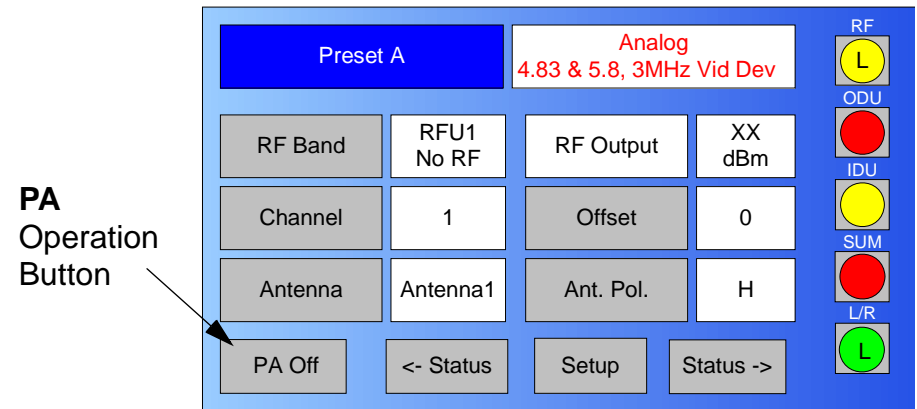 Preset A
Analog
4.83 & 5.8, 3MHz Vid Dev
RF
L
ODU
RF Band
RFU1
No RF
RF Output
XX
dBm
IDU
PA
Operation
Button
Channel
1
Offset
0
SUM
Antenna
Antenna1
Ant. Pol.
H
L/R
L
PA Off
<- Status
Setup
Status ->